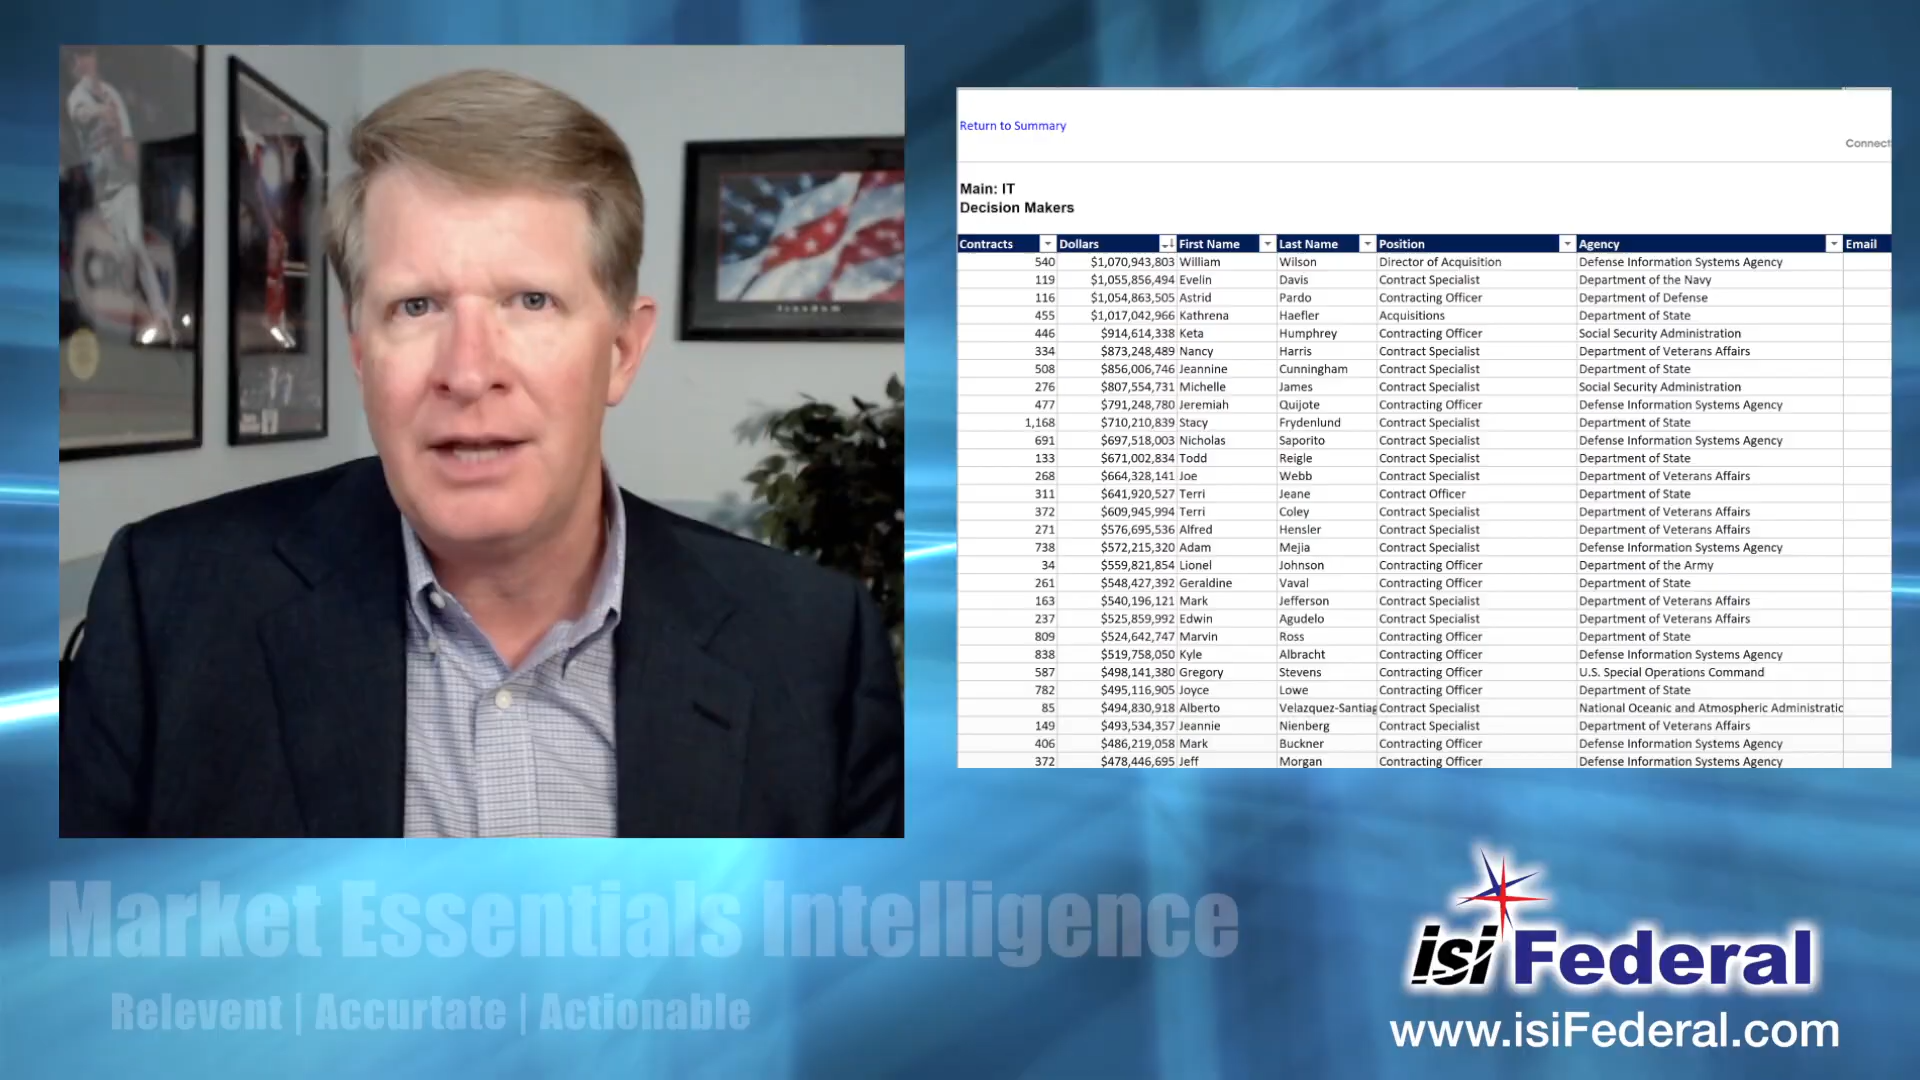 Return to Summary
Connect
Main: IT
Decision Makers
Contracts Dollars First Name Last Name Position Agency Email
540 $1,070,943,803 William Wilson Director of Acquisition Defense Information Systems Agency
119 $1,055,856,494 Evelin Davis Contract Specialist Department of the Navy
116 $1,054,863,505 Astrid Pardo Contracting Officer Department of Defense
455 $1,017,042,966 Kathrena Haefler Acquisitions Department of State
446 $914,614,338 Keta Humphrey Contracting Officer Social Security Administration
334 $873,248,489 Nancy Harris Contract Specialist Department of Veterans Affairs
508 $856,006,746 Jeannine Cunningham Contract Specialist Department of State
276 $807,554,731 Michelle James Contract Specialist Social Security Administration
477 $791,248,780 Jeremiah Quijote Contracting Officer Defense Information Systems Agency
1,168 $710,210,839 Stacy Frydenlund Contract Specialist Department of State
691 $697,518,003 Nicholas Saporito Contract Specialist Defense Information Systems Agency
133 $671,002,834 Todd Reigle Contract Specialist Department of State
268 $664,328,141 Joe Webb Contract Specialist Department of Veterans Affairs
311 $641,920,527 Terri Jeane Contract Officer Department of State
372 $609,945,994 Terri Coley Contract Specialist Department of Veterans Affairs
271 $576,695,536 Alfred Hensler Contract Specialist Department of Veterans Affairs
738 $572,215,320 Adam Mejia Contract Specialist Defense Information Systems Agency
34 $559,821,854 Lionel Johnson Contracting Officer Department of the Army
261 $548,427,392 Geraldine Vaval Contracting Officer Department of State
163 $540,196,121 Mark Jefferson Contract Specialist Department of Veterans Affairs
237 $525,859,992 Edwin Agudelo Contract Specialist Department of Veterans Affairs
809 $524,642,747 Marvin Ross Contracting Officer Department of State
838 $519,758,050 Kyle Albracht Contracting Officer Defense Information Systems Agency
587 $498,141,380 Gregory Stevens Contracting Officer U.S. Special Operations Command
782 $495,116,905 Joyce Lowe Contracting Officer Department of State
85 $494,830,918 Alberto Velazquez-Santiag Contract Specialist National Oceanic and Atmospheric Administratic
149 $493,534,357 Jeannie Nienberg Contract Specialist Department of Veterans Affairs
406 $486,219,058 Mark Buckner Contracting Officer Defense Information Systems Agency
372 $478,446,695 Jeff Morgan Contracting Officer Defense Information Systems Agency
Market Essentials Intelligence
Relevent | Accurtate | Actionable
isi Federal
www.isiFederal.com